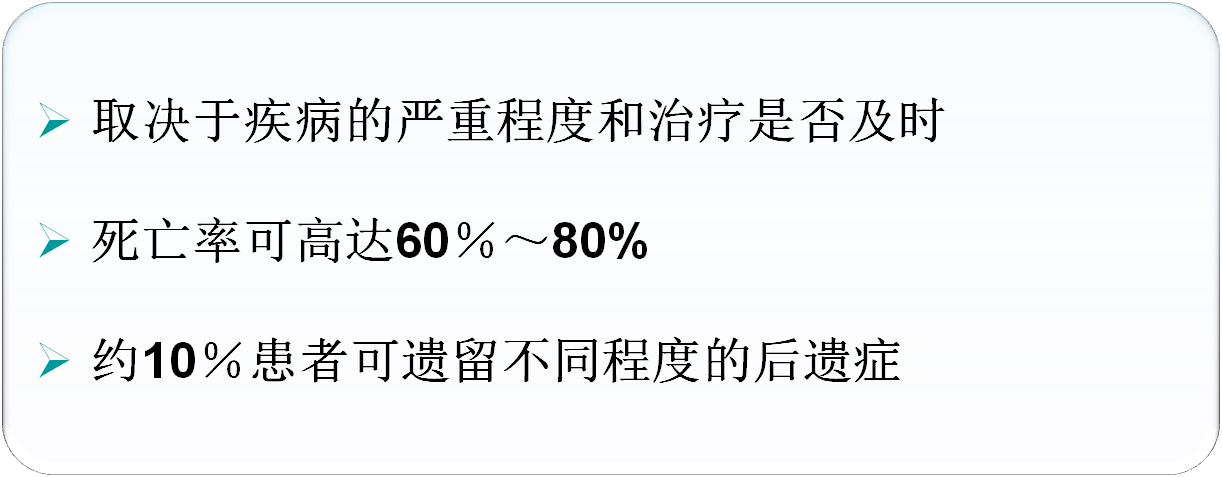 取决于疾病的严重程度和治疗是否及时
死亡率可高达60％～80%
约10％患者可遗留不同程度的后遗症